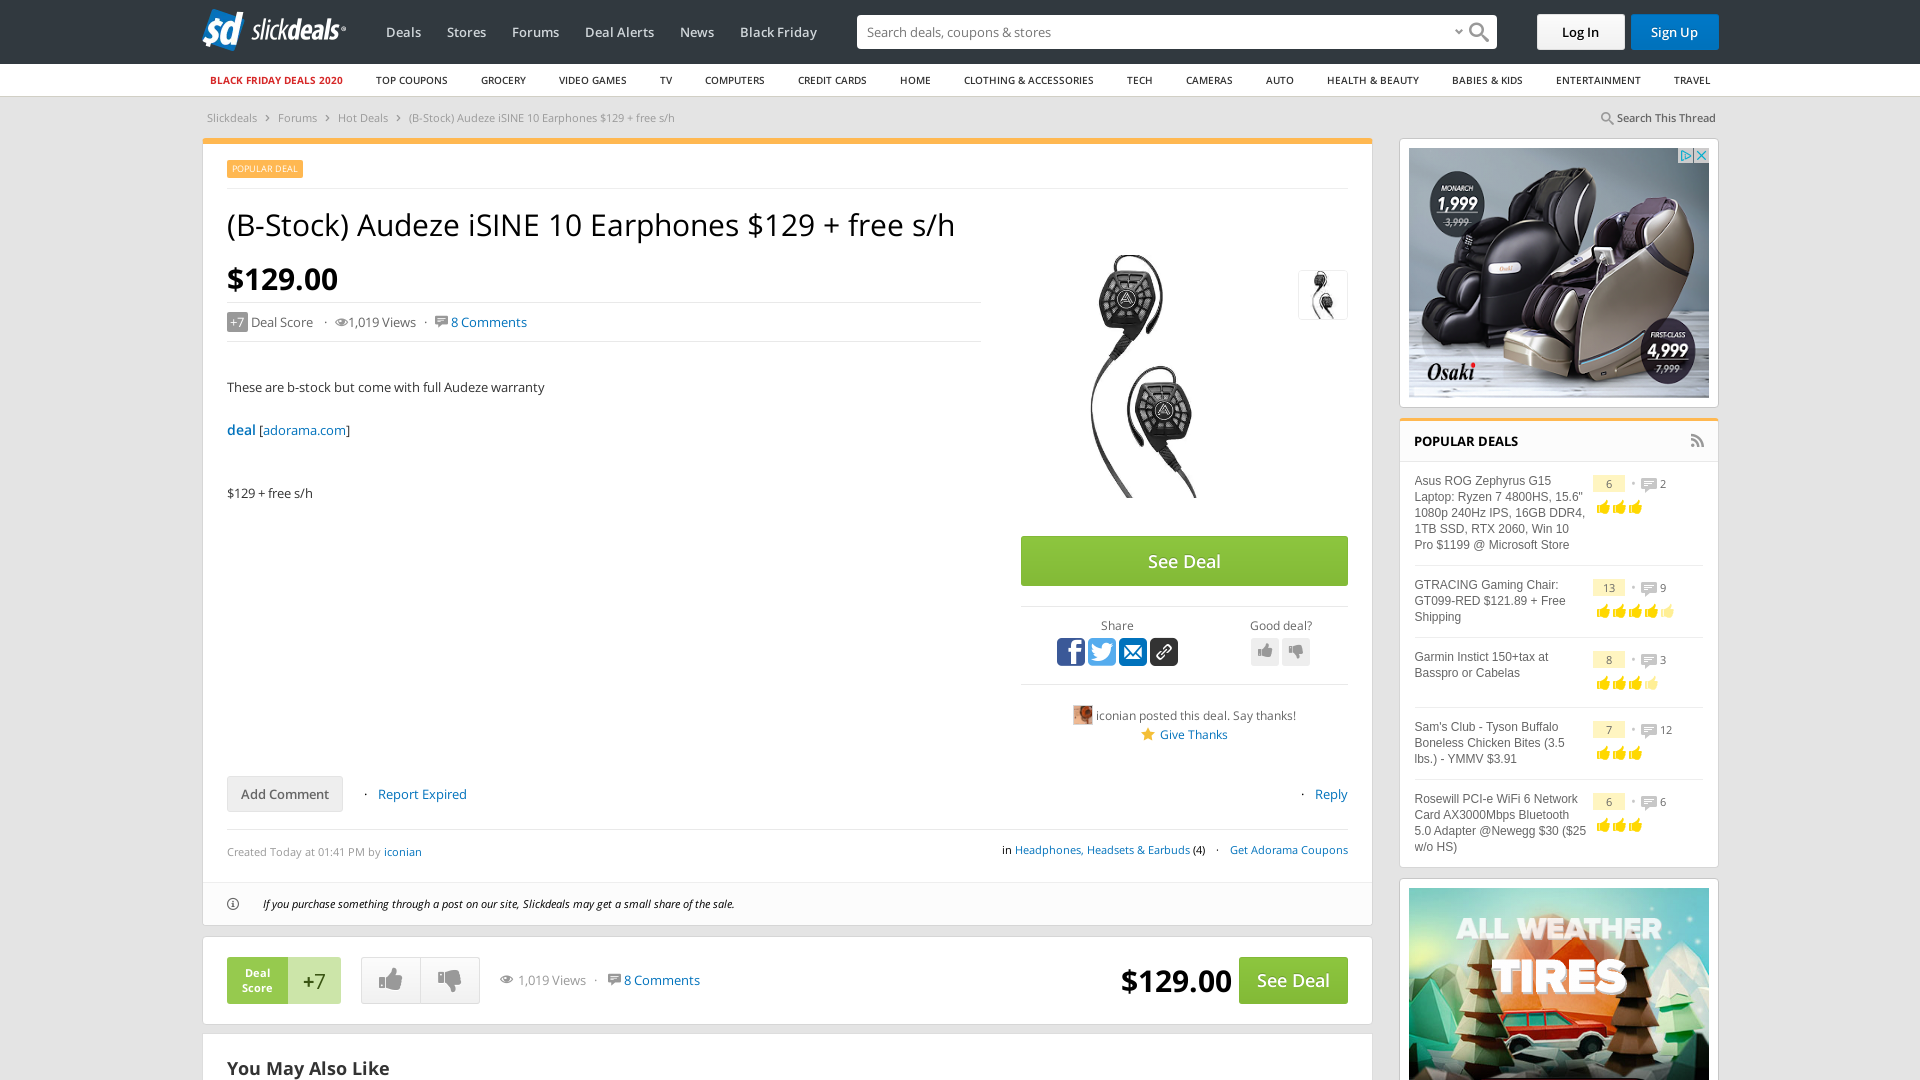 slickdeals
Deals
Stores
Forums
Deal Alerts
News
Black Friday
Search deals, coupons & stores
Log In
Sign Up
BLACK FRIDAY DEALS 2020
TOP COUPONS
GROCERY
VIDEO GAMES
TV
COMPUTERS
CREDIT CARDS
HOME
CLOTHING & ACCESSORIES
TECH
CAMERAS
AUTO
HEALTH & BEAUTY
BABIES & KIDS
ENTERTAINMENT
TRAVEL
Slickdeals › Forums › Hot Deals › (B-Stock) Audeze iSINE 10 Earphones $129 + free s/h
Search This Thread
POPULAR DEAL
(B-Stock) Audeze iSINE 10 Earphones $129 + free s/h
$129.00
+7 Deal Score · 1,019 Views · 8 Comments
These are b-stock but come with full Audeze warranty
deal [adorama.com]
$129 + free s/h
See Deal
Share
Good deal?
iconian posted this deal. Say thanks!
Give Thanks
Add Comment · Report Expired
· Reply
Created Today at 01:41 PM by iconian
in Headphones, Headsets & Earbuds (4) · Get Adorama Coupons
If you purchase something through a post on our site, Slickdeals may get a small share of the sale.
Deal
Score
+7
1,019 Views · 8 Comments
$129.00
See Deal
You May Also Like
MONARCH
1,999
3,999
Osaki
FIRST-CLASS
4,999
7,999
POPULAR DEALS
Asus ROG Zephyrus G15
Laptop: Ryzen 7 4800HS, 15.6"
1080p 240Hz IPS, 16GB DDR4,
1TB SSD, RTX 2060, Win 10
Pro $1199 @ Microsoft Store
6 • 2
GTRACING Gaming Chair:
GT099-RED $121.89 + Free
Shipping
13 • 9
Garmin Instict 150+tax at
Basspro or Cabelas
8 • 3
Sam's Club - Tyson Buffalo
Boneless Chicken Bites (3.5
lbs.) - YMMV $3.91
7 • 12
Rosewill PCI-e WiFi 6 Network
Card AX3000Mbps Bluetooth
5.0 Adapter @Newegg $30 ($25
w/o HS)
6 • 6
ALL WEATHER
TIRES